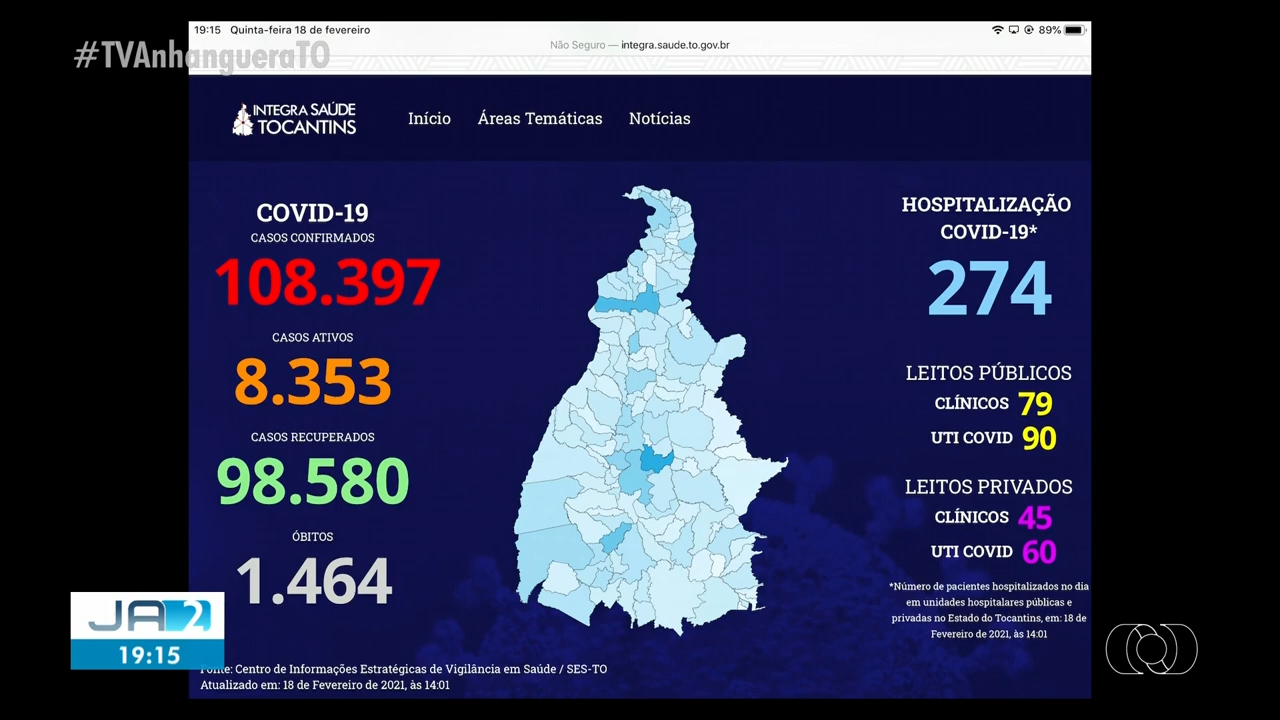 19:15 Quinta-feira 18 de fevereiro
89%
#TVAnhangueraTO
Não Seguro — integra.saude.to.gov.br
INTEGRA SAÚDE
TOCANTINS
Início Áreas Temáticas Notícias
COVID-19
CASOS CONFIRMADOS
108.397
CASOS ATIVOS
8.353
CASOS RECUPERADOS
98.580
ÓBITOS
1.464
HOSPITALIZAÇÃO
COVID-19*
274
LEITOS PÚBLICOS
CLÍNICOS 79
UTI COVID 90
LEITOS PRIVADOS
CLÍNICOS 45
UTI COVID 60
*Número de pacientes hospitalizados no dia
em unidades hospitalares públicas e
privadas no Estado do Tocantins, em: 18 de
Fevereiro de 2021, às 14:01
JA2
19:15
Fonte: Centro de Informações Estratégicas de Vigilância em Saúde / SES-TO
Atualizado em: 18 de Fevereiro de 2021, às 14:01